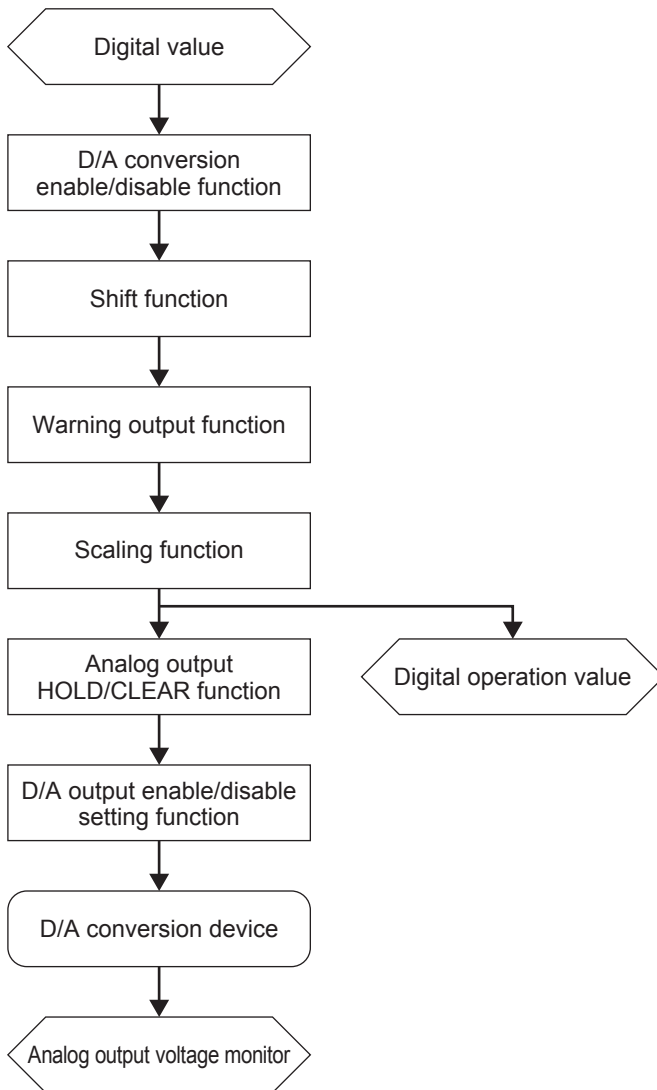 Digital value
D/A conversion
enable/disable function
Shift function
Warning output function
Scaling function
Analog output
HOLD/CLEAR function
Digital operation value
D/A output enable/disable
setting function
D/A conversion device
Analog output voltage monitor